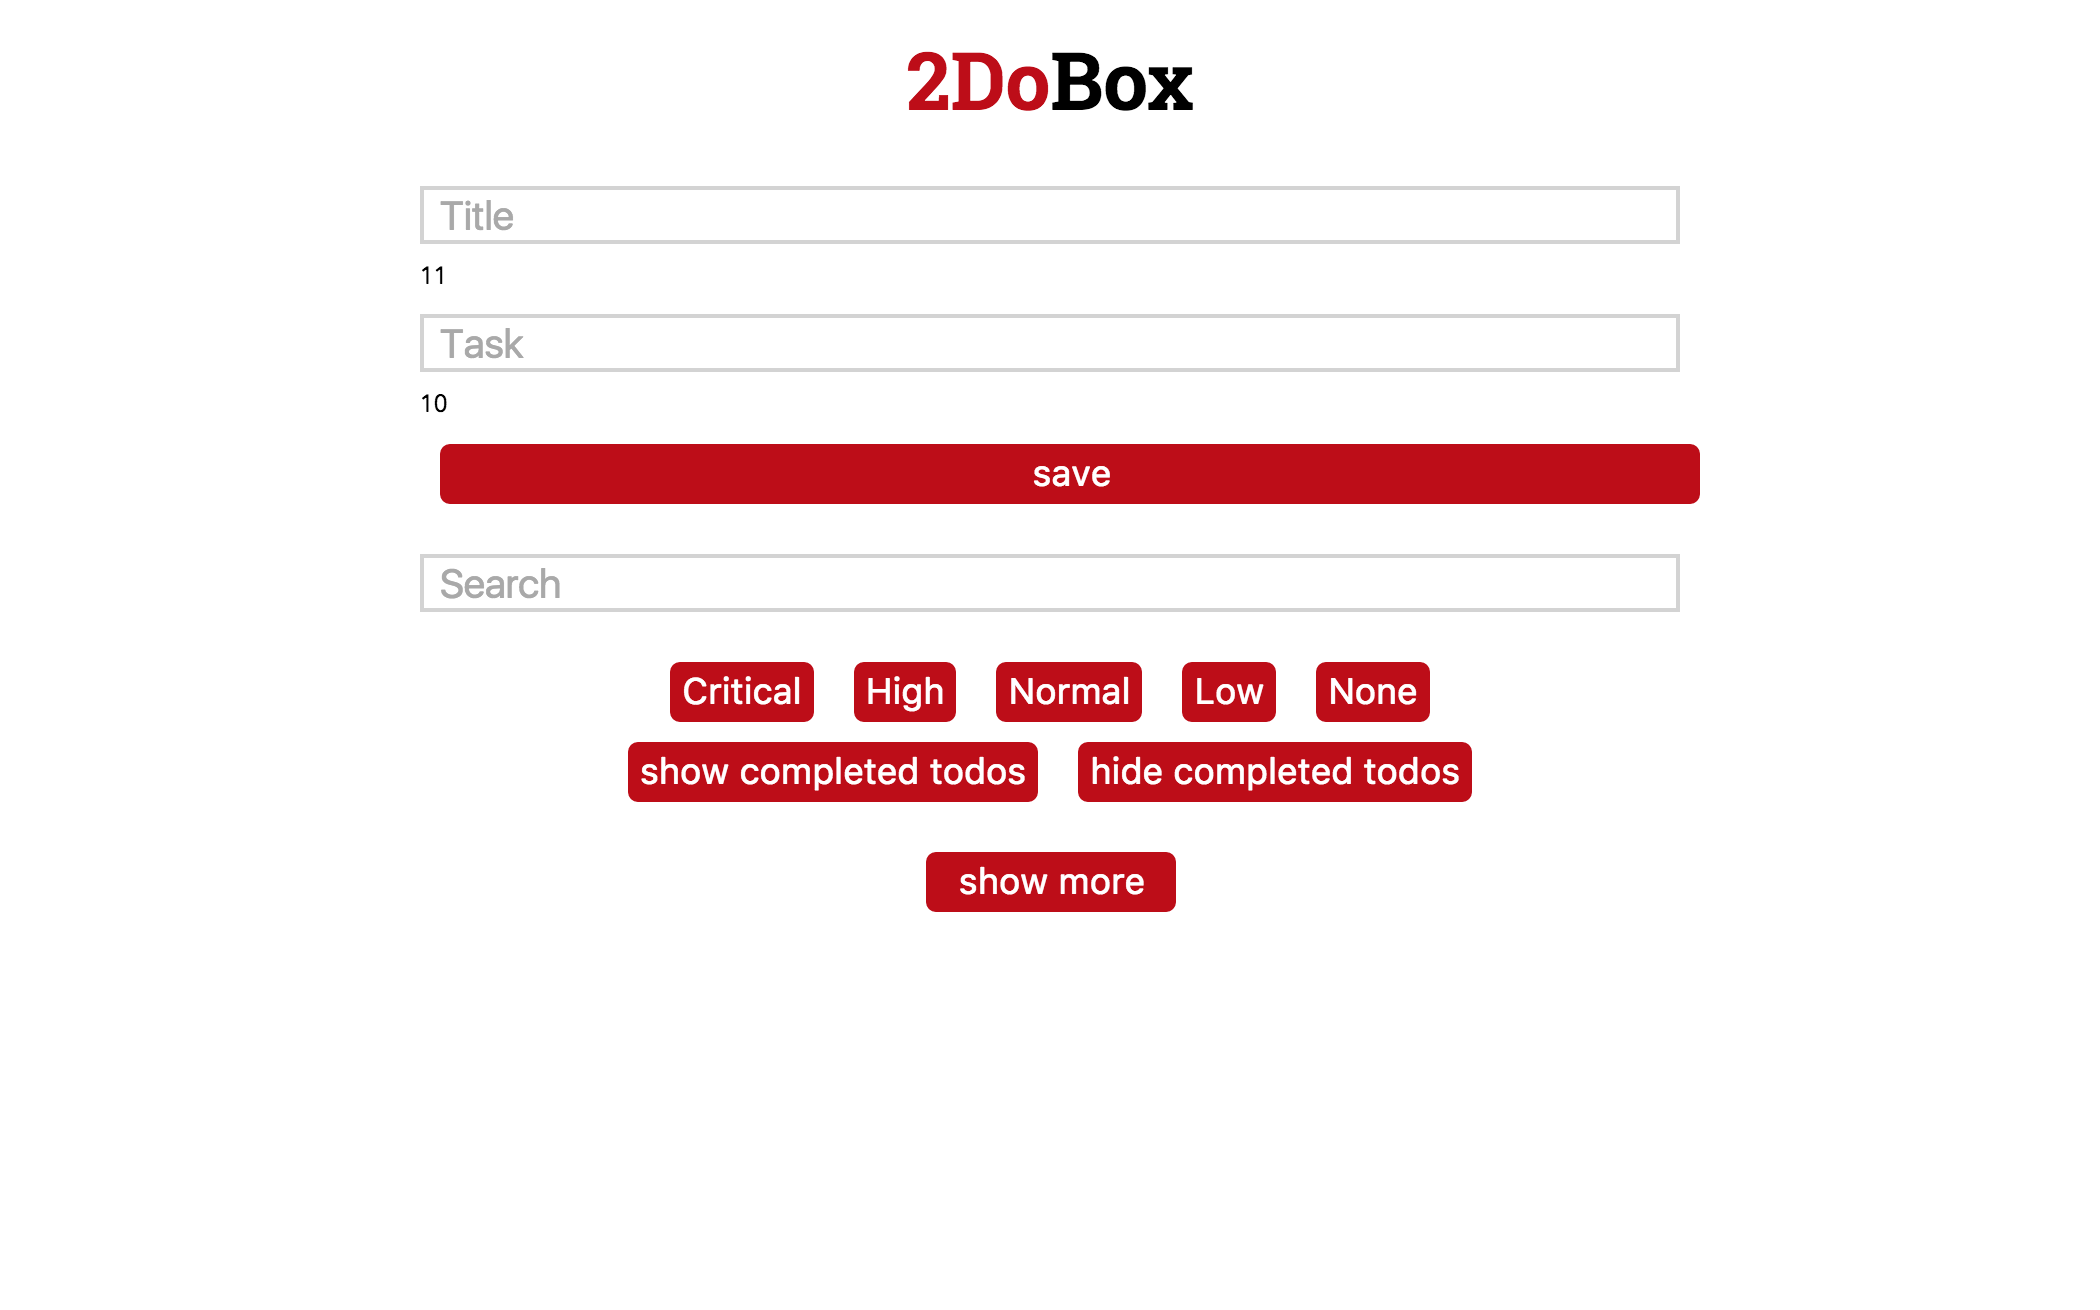 2DoBox
Title
11
Task
10
save
Search
Critical High Normal Low None
show completed todos hide completed todos
show more